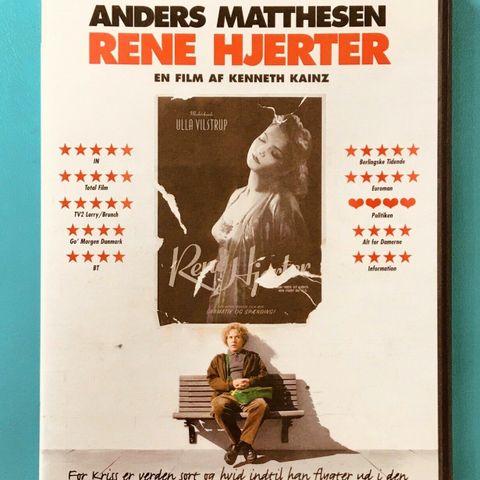 ANDERS MATTHESEN
RENE HJERTER
EN FILM AF KENNETH KAINZ
ULLA VILSTRUP
IN
Total Film
TV2 Lorry/Brunch
Go' Morgen Danmark
BT
Berlingske Tidende
Euroman
Politiken
Alt for Damerne
Information
Rene Hjerter
DRAMATIK OG SPÆNDING!
For Kriss er verden sort og hvid indtil han flygter ud i den